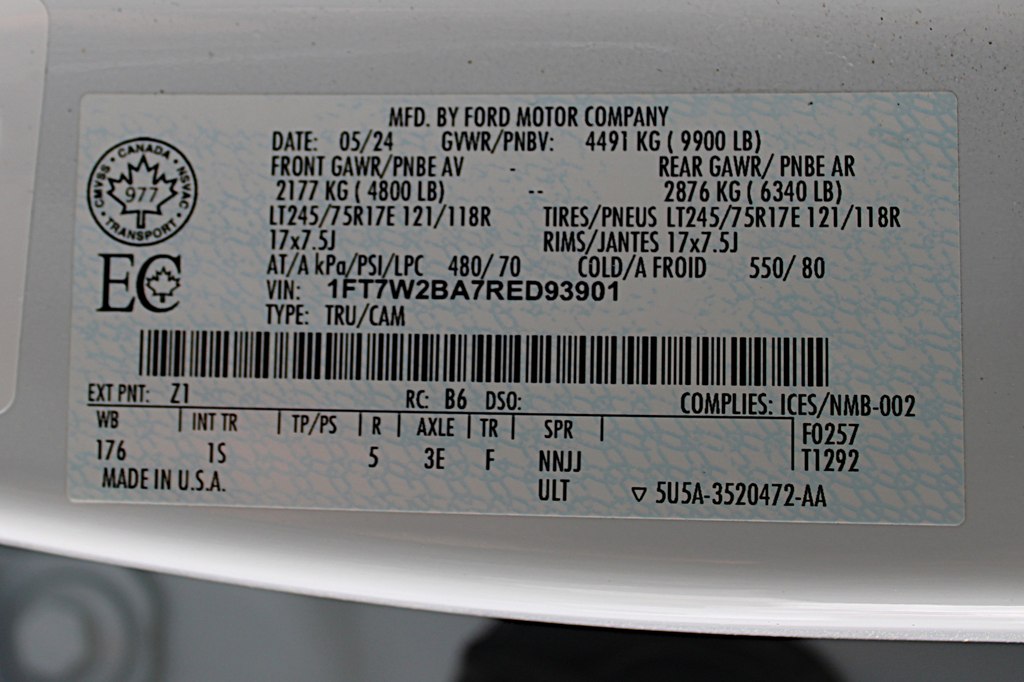 MFD. BY FORD MOTOR COMPANY
DATE: 05/24 GVWR/PNBV: 4491 KG ( 9900 LB)
FRONT GAWR/PNBE AV - REAR GAWR/ PNBE AR
2177 KG ( 4800 LB) -- 2876 KG ( 6340 LB)
LT245/75R17E 121/118R TIRES/PNEUS LT245/75R17E 121/118R
17x7.5J RIMS/JANTES 17x7.5J
AT/A kPa/PSI/LPC 480/ 70 COLD/A FROID 550/ 80
VIN: 1FT7W2BA7RED93901
TYPE: TRU/CAM
CANADA
CMVSS • NSVAC
977
TRANSPORT
EC
EXT PNT: Z1 RC: B6 DSO: COMPLIES: ICES/NMB-002
WB INT TR TP/PS R AXLE TR SPR F0257
176 1S 5 3E F NNJJ T1292
MADE IN U.S.A. ULT ▽ 5U5A-3520472-AA